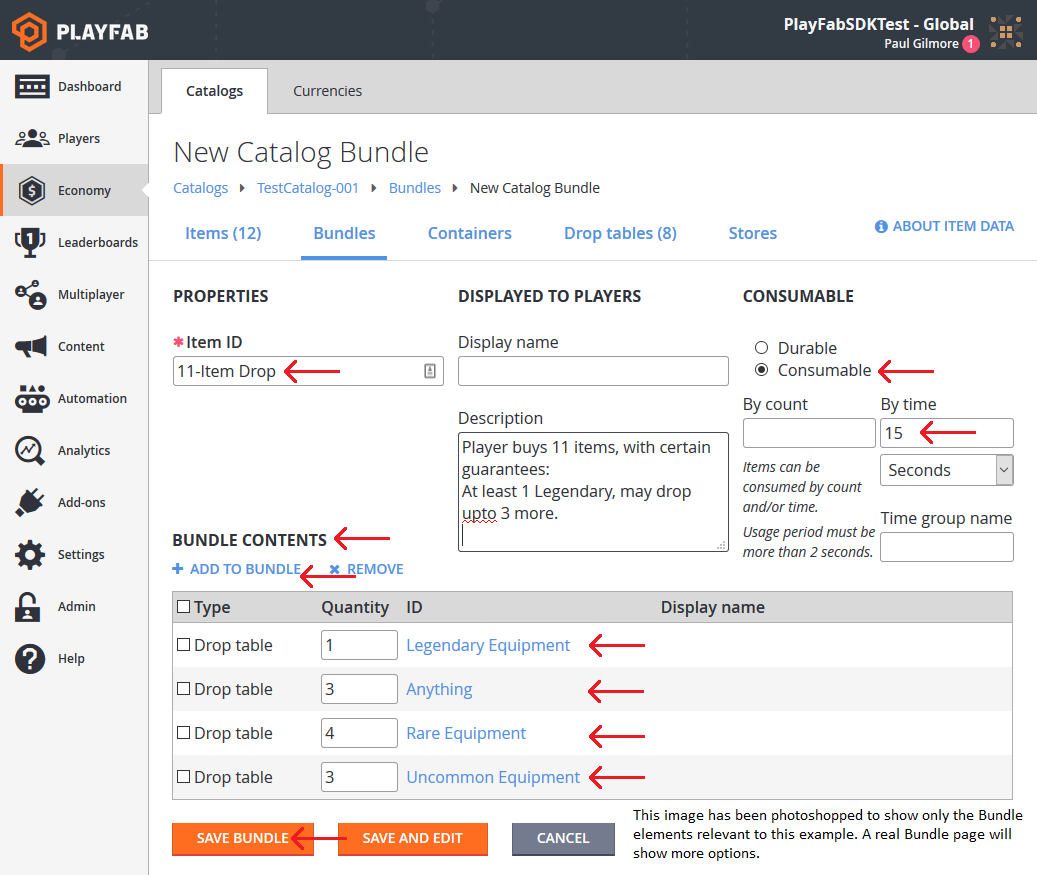 PLAYFAB
PlayFabSDKTest - Global
Paul Gilmore 1
Dashboard
Players
Economy
Leaderboards
Multiplayer
Content
Automation
Analytics
Add-ons
Settings
Admin
Help
Catalogs Currencies
New Catalog Bundle
Catalogs TestCatalog-001 Bundles New Catalog Bundle
Items (12) Bundles Containers Drop tables (8) Stores ABOUT ITEM DATA
PROPERTIES
*Item ID
11-Item Drop
DISPLAYED TO PLAYERS
Display name
Description
Player buys 11 items, with certain
guarantees:
At least 1 Legendary, may drop
upto 3 more.
CONSUMABLE
Durable
Consumable
By count By time
15
Seconds
Items can be
consumed by count
and/or time.
Usage period must be
more than 2 seconds.
Time group name
BUNDLE CONTENTS
+ ADD TO BUNDLE × REMOVE
Type Quantity ID Display name
Drop table 1 Legendary Equipment
Drop table 3 Anything
Drop table 4 Rare Equipment
Drop table 3 Uncommon Equipment
SAVE BUNDLE SAVE AND EDIT CANCEL
This image has been photoshopped to show only the Bundle
elements relevant to this example. A real Bundle page will
show more options.